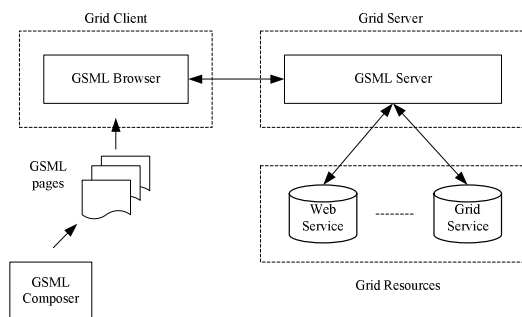 Grid Client
Grid Server
GSML Browser
GSML Server
GSML
pages
Web
Service
Grid
Service
GSML
Composer
Grid Resources